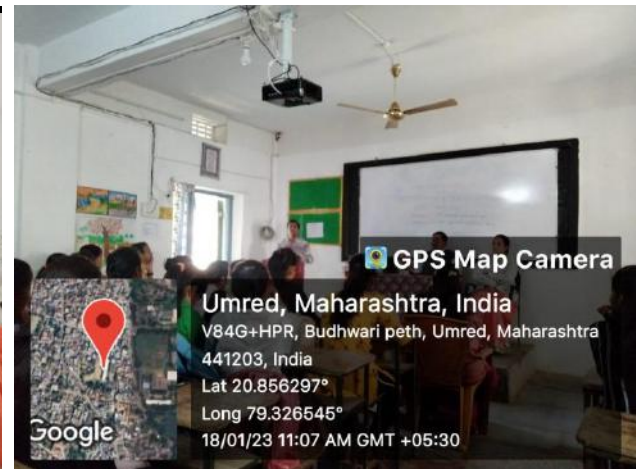 GPS Map Camera
Umred, Maharashtra, India
V84G+HPR, Budhwari peth, Umred, Maharashtra
441203, India
Lat 20.856297°
Long 79.326545°
18/01/23 11:07 AM GMT +05:30
Google